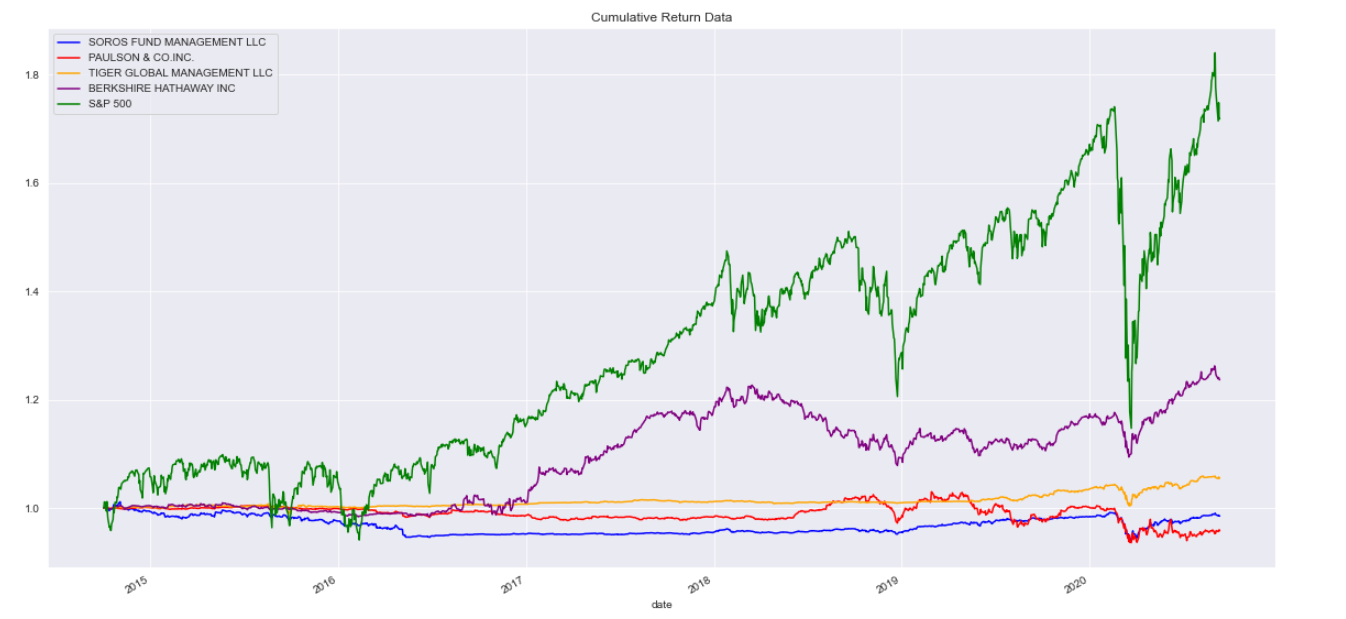 Cumulative Return Data
SOROS FUND MANAGEMENT LLC
PAULSON & CO.INC.
TIGER GLOBAL MANAGEMENT LLC
BERKSHIRE HATHAWAY INC
S&P 500
1.8
1.6
1.4
1.2
1.0
2015
2016
2017
2018
2019
2020
date